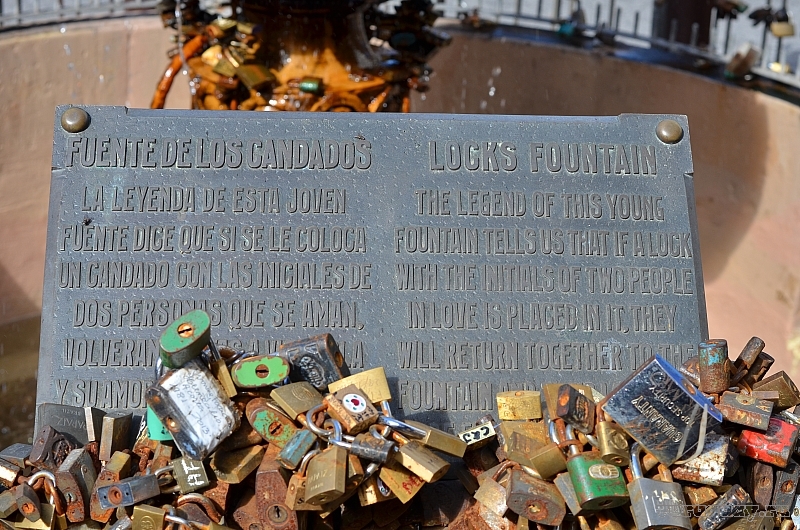 FUENTE DE LOS CANDADOS
LA LEYENDA DE ESTA JOVEN
FUENTE DICE QUE SI SE LE COLOCA
UN CANDADO CON LAS INICIALES DE
DOS PERSONAS QUE SE AMAN,
VOLVERAN
Y SU
LOCKS FOUNTAIN
THE LEGEND OF THIS YOUNG
FOUNTAIN TELLS US THAT IF A LOCK
WITH THE INITIALS OF TWO PEOPLE
IN LOVE IS PLACED IN IT, THEY
WILL RETURN TOGETHER TO THE
FOUNTAIN